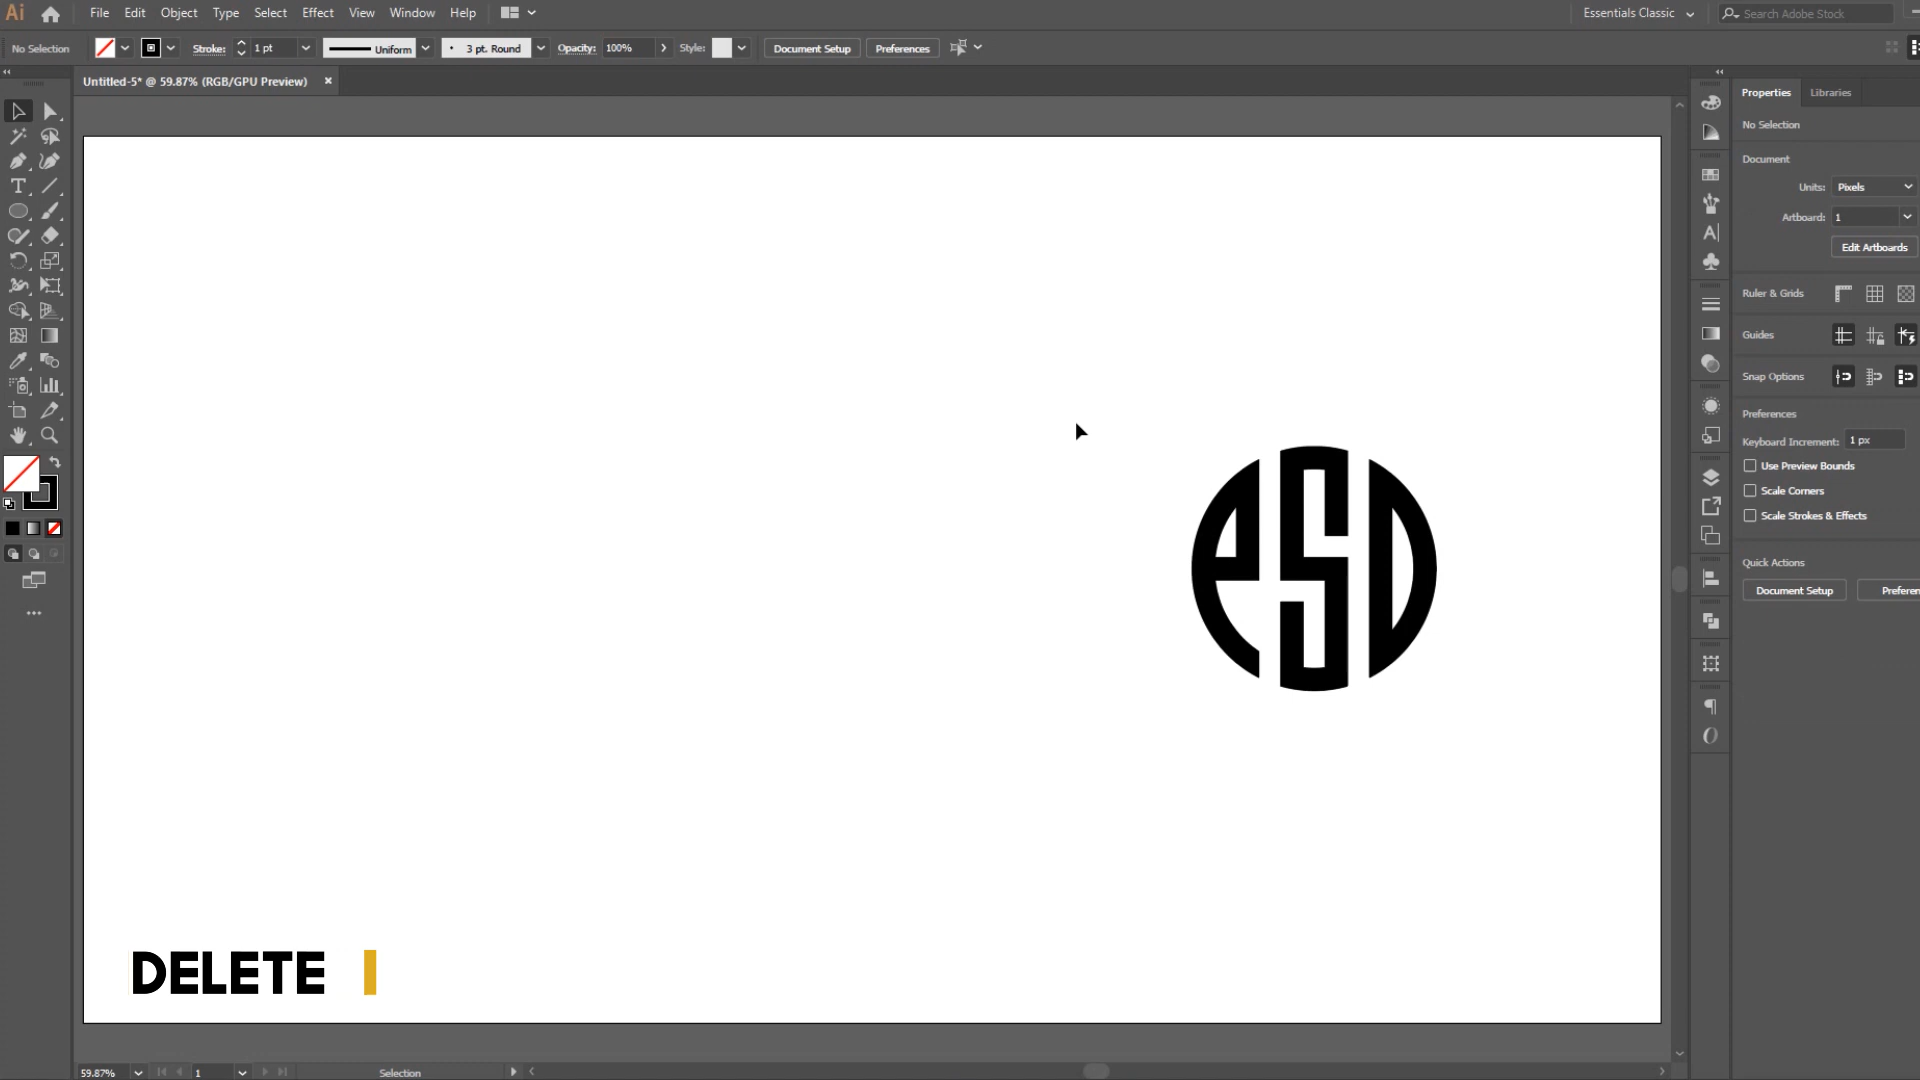 Ai File Edit Object Type Select Effect View Window Help Essentials Classic Search Adobe Stock
No Selection Stroke: 1 pt Uniform 3 pt. Round Opacity: 100% Style: Document Setup Preferences
Untitled-5* @ 59.87% (RGB/GPU Preview) ×
Properties Libraries
No Selection
Document
Units: Pixels
Artboard: 1
Edit Artboards
Ruler & Grids
Guides
Snap Options
Preferences
Keyboard Increment: 1 px
Use Preview Bounds
Scale Corners
Scale Strokes & Effects
Quick Actions
Document Setup Preferen
eSD
DELETE
59.87% 1 Selection